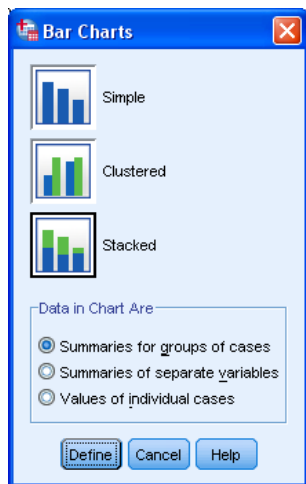 Bar Charts
Simple
Clustered
Stacked
Data in Chart Are
Summaries for groups of cases
Summaries of separate variables
Values of individual cases
Define Cancel Help